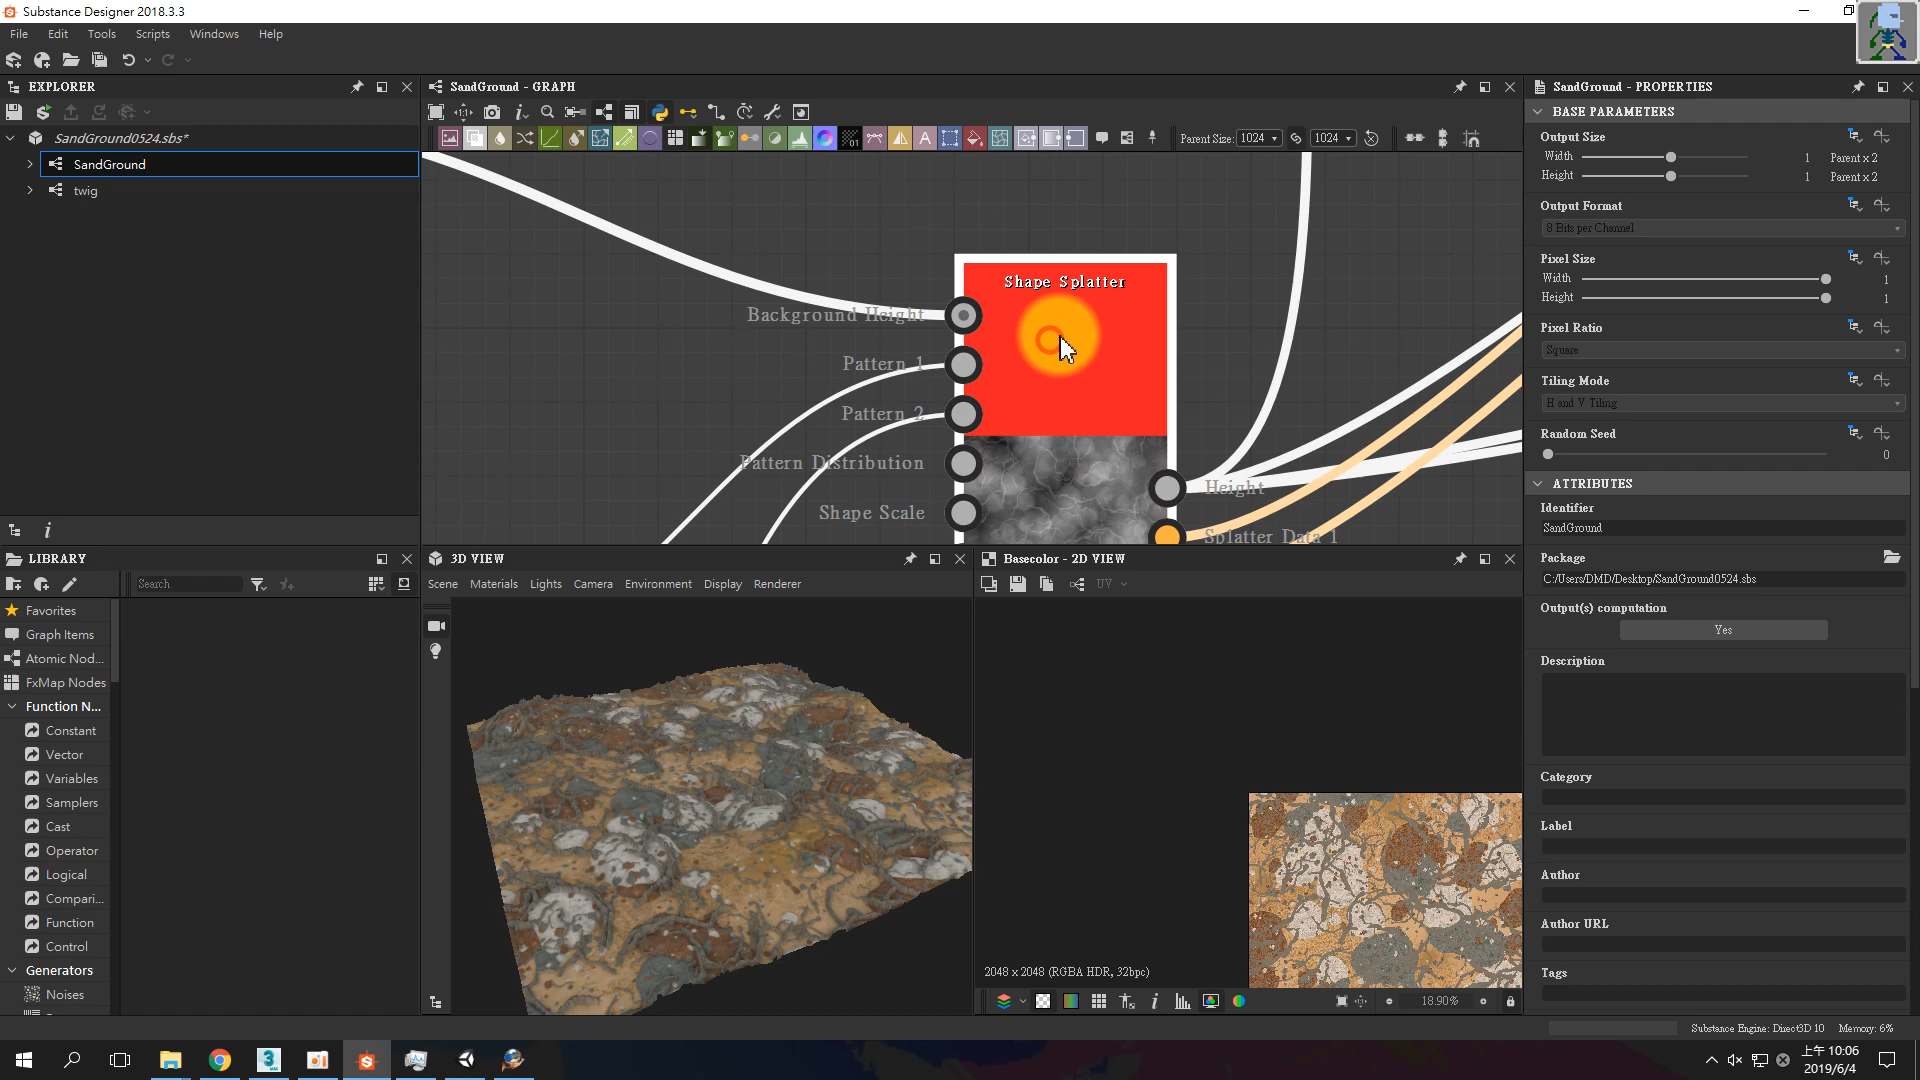 Substance Designer 2018.3.3
File Edit Tools Scripts Windows Help
EXPLORER
SandGround0524.sbs*
SandGround
twig
SandGround - GRAPH
Parent Size: 1024 1024
Shape Splatter
Background Height
Pattern 1
Pattern 2
Pattern Distribution
Shape Scale
Height
Splatter Data 1
LIBRARY
Search
Favorites
Graph Items
Atomic Nod...
FxMap Nodes
Function N...
Constant
Vector
Variables
Samplers
Cast
Operator
Logical
Compari...
Function
Control
Generators
Noises
3D VIEW
Scene Materials Lights Camera Environment Display Renderer
Basecolor - 2D VIEW
UV
2048 x 2048 (RGBA HDR, 32bpc)
18.90%
SandGround - PROPERTIES
BASE PARAMETERS
Output Size
Width 1 Parent x 2
Height 1 Parent x 2
Output Format
8 Bits per Channel
Pixel Size
Width 1
Height 1
Pixel Ratio
Square
Tiling Mode
H and V Tiling
Random Seed
0
ATTRIBUTES
Identifier
SandGround
Package
C:/Users/DMD/Desktop/SandGround0524.sbs
Output(s) computation
Yes
Description
Category
Label
Author
Author URL
Tags
Substance Engine: Direct3D 10 Memory: 6%
上午 10:06
2019/6/4